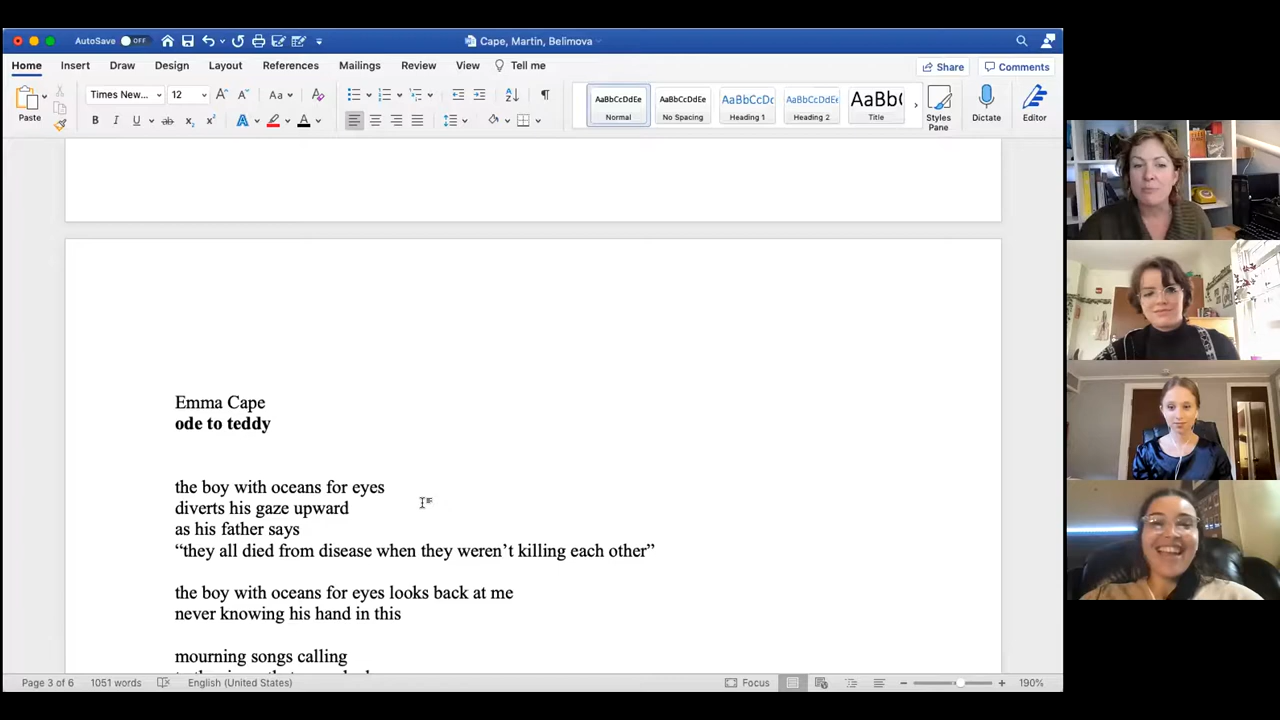 AutoSave OFF
Cape, Martin, Belimova
Home Insert Draw Design Layout References Mailings Review View Tell me
Share Comments
Paste
Times New... 12
AaBbCcDdEe AaBbCcDdEe AaBbCcDc AaBbCcDdEe AaBb(
Normal No Spacing Heading 1 Heading 2 Title
Styles Pane
Dictate
Editor
Emma Cape
ode to teddy
the boy with oceans for eyes
diverts his gaze upward
as his father says
“they all died from disease when they weren’t killing each other”
the boy with oceans for eyes looks back at me
never knowing his hand in this
mourning songs calling
Page 3 of 6 1051 words English (United States) Focus 190%